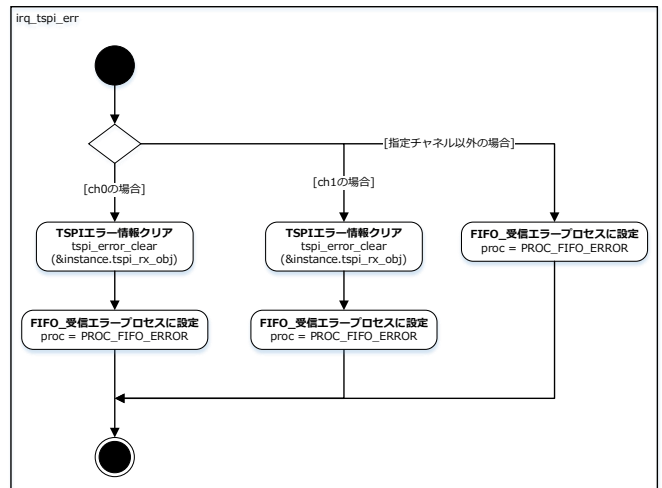 irq_tspi_err
[指定チャネル以外の場合]
[ch0の場合]
[ch1の場合]
TSPIエラー情報クリア
tspi_error_clear
(&instance.tspi_rx_obj)
TSPIエラー情報クリア
tspi_error_clear
(&instance.tspi_rx_obj)
FIFO_受信エラープロセスに設定
proc = PROC_FIFO_ERROR
FIFO_受信エラープロセスに設定
proc = PROC_FIFO_ERROR
FIFO_受信エラープロセスに設定
proc = PROC_FIFO_ERROR